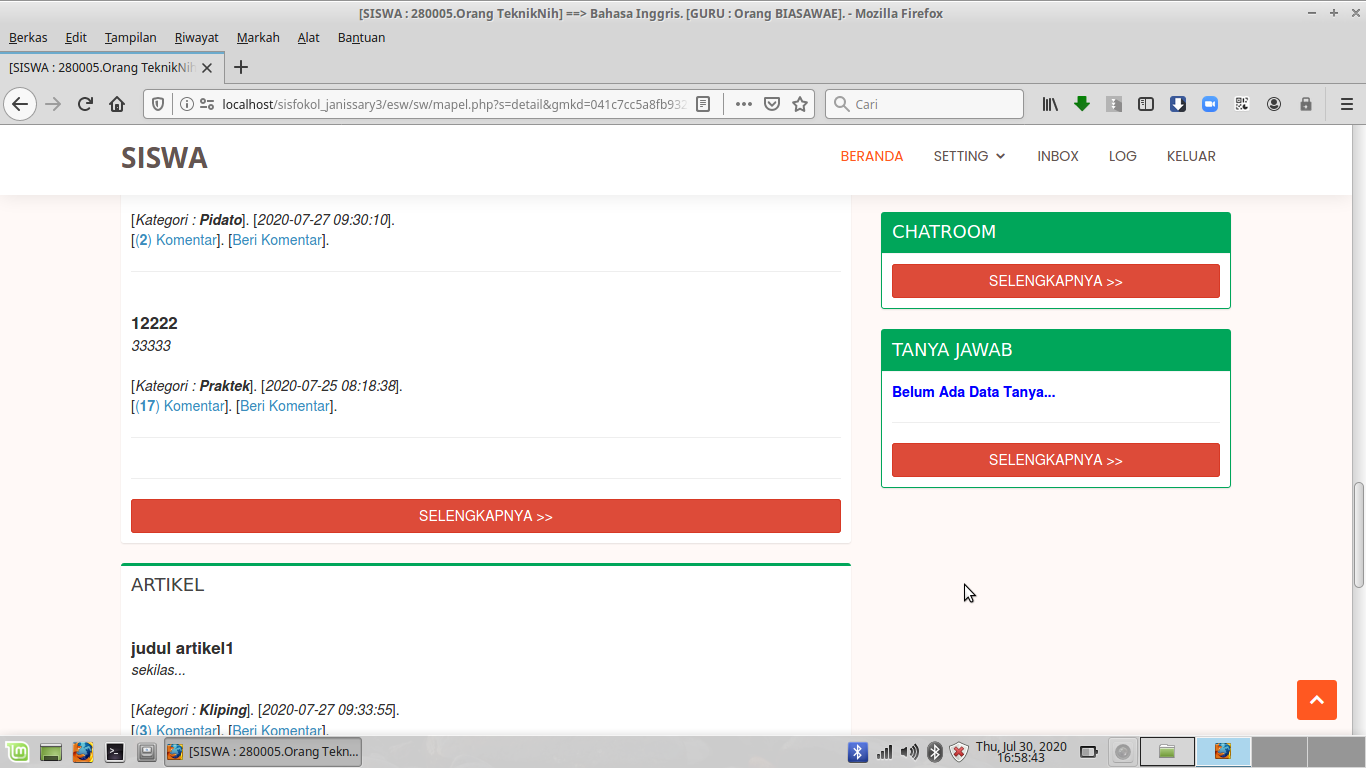 [SISWA : 280005.Orang TeknikNih] ==> Bahasa Inggris. [GURU : Orang BIASAWAE]. - Mozilla Firefox
Berkas Edit Tampilan Riwayat Markah Alat Bantuan
[SISWA : 280005.Orang TeknikNih
localhost/sisfokol_janissary3/esw/sw/mapel.php?s=detail&gmkd=041c7cc5a8fb932
Cari
SISWA
BERANDA SETTING INBOX LOG KELUAR
[Kategori : Pidato]. [2020-07-27 09:30:10].
[(2) Komentar]. [Beri Komentar].
12222
33333
[Kategori : Praktek]. [2020-07-25 08:18:38].
[(17) Komentar]. [Beri Komentar].
SELENGKAPNYA >>
ARTIKEL
judul artikel1
sekilas...
[Kategori : Kliping]. [2020-07-27 09:33:55].
[(3) Komentar]. [Beri Komentar].
CHATROOM
SELENGKAPNYA >>
TANYA JAWAB
Belum Ada Data Tanya...
SELENGKAPNYA >>
[SISWA : 280005.Orang Tekn...
Thu, Jul 30, 2020
16:58:43